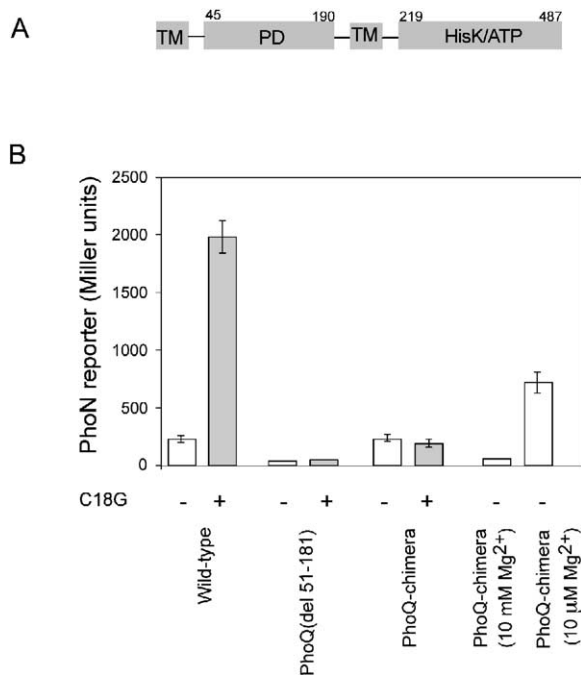 A
45 190 219 487
TM PD TM HisK/ATP
B
PhoN reporter (Miller units)
2500
2000
1500
1000
500
0
C18G - + - + - + - -
Wild-type
PhoQ(del 51-181)
PhoQ-chimera
PhoQ-chimera
(10 mM Mg2+)
PhoQ-chimera
(10 µM Mg2+)